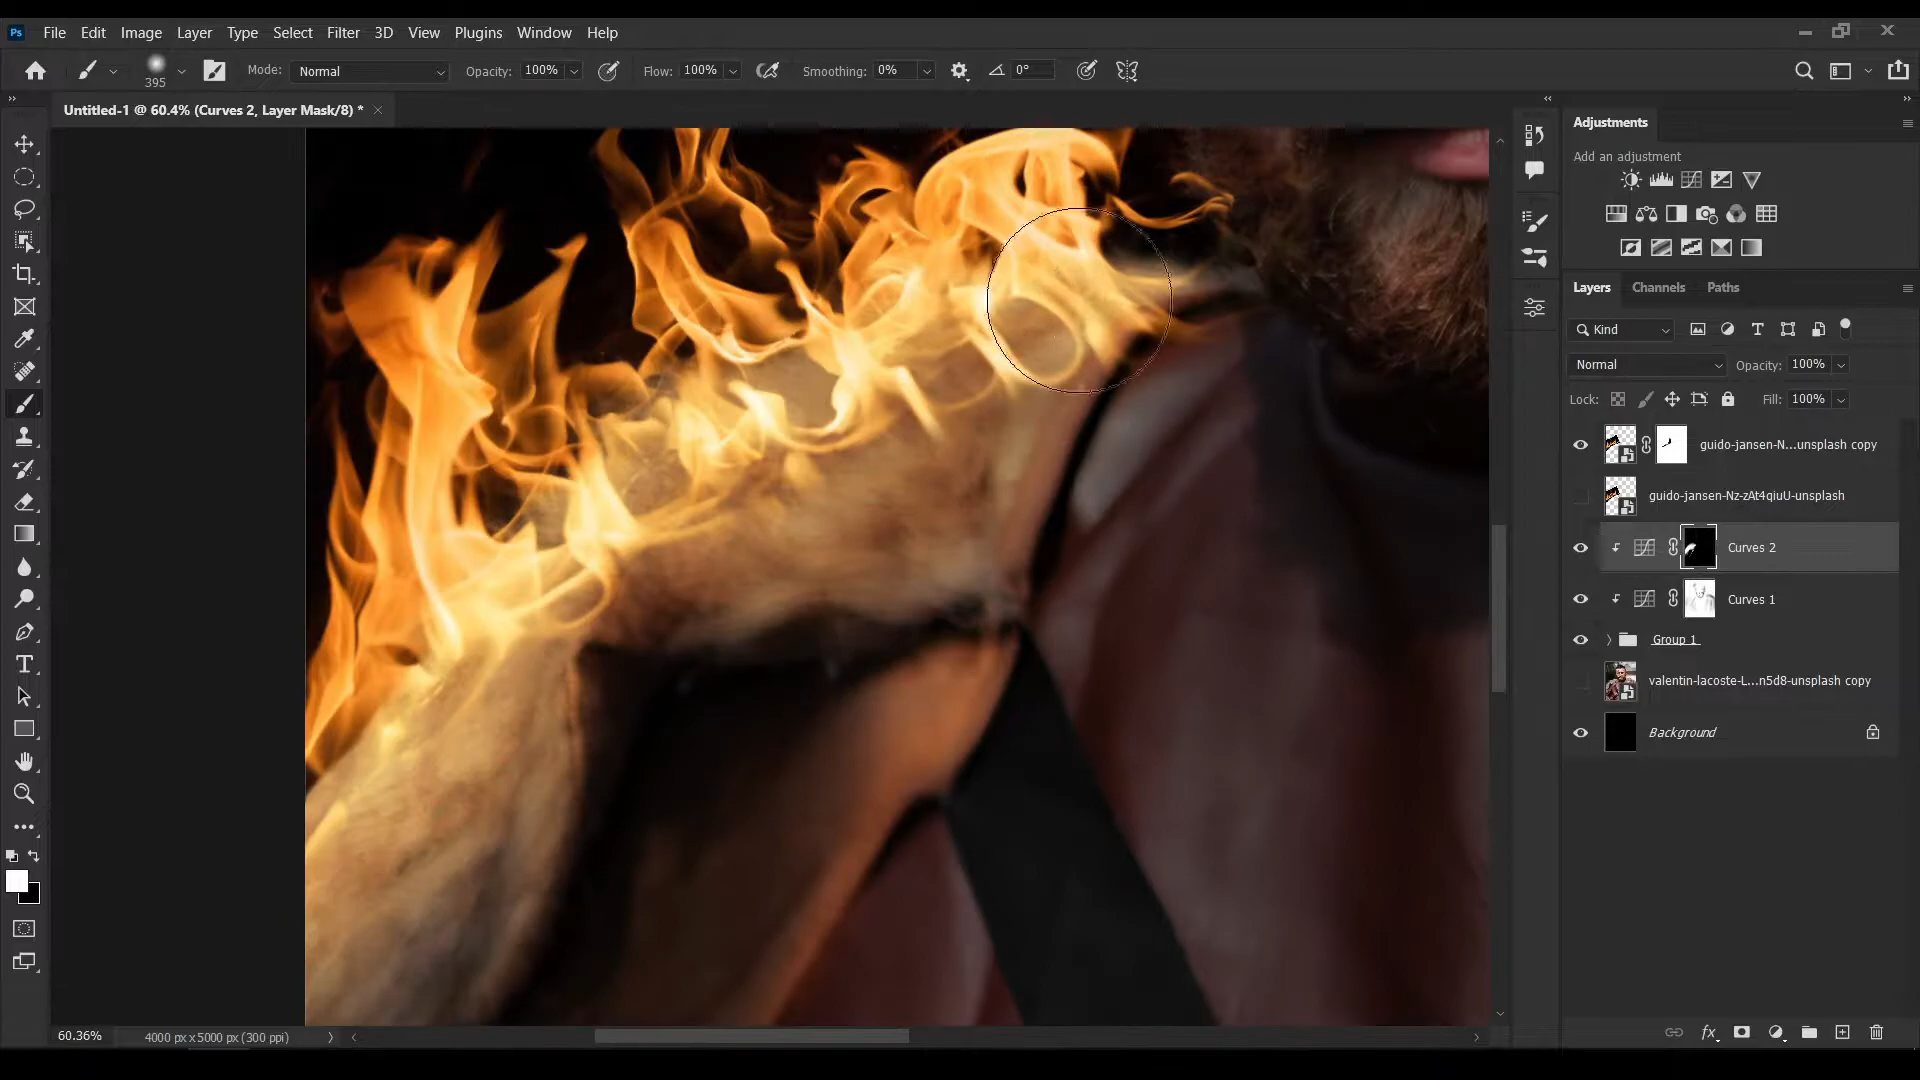 Ps File Edit Image Layer Type Select Filter 3D View Plugins Window Help
395 Mode: Normal Opacity: 100% Flow: 100% Smoothing: 0% 0°
Untitled-1 @ 60.4% (Curves 2, Layer Mask/8) *
Adjustments
Add an adjustment
Layers Channels Paths
Kind
Normal Opacity: 100%
Lock: Fill: 100%
guido-jansen-N...unsplash copy
guido-jansen-Nz-zAt4qiuU-unsplash
Curves 2
Curves 1
Group 1
valentin-lacoste-L...n5d8-unsplash copy
Background
60.36% 4000 px x 5000 px (300 ppi)